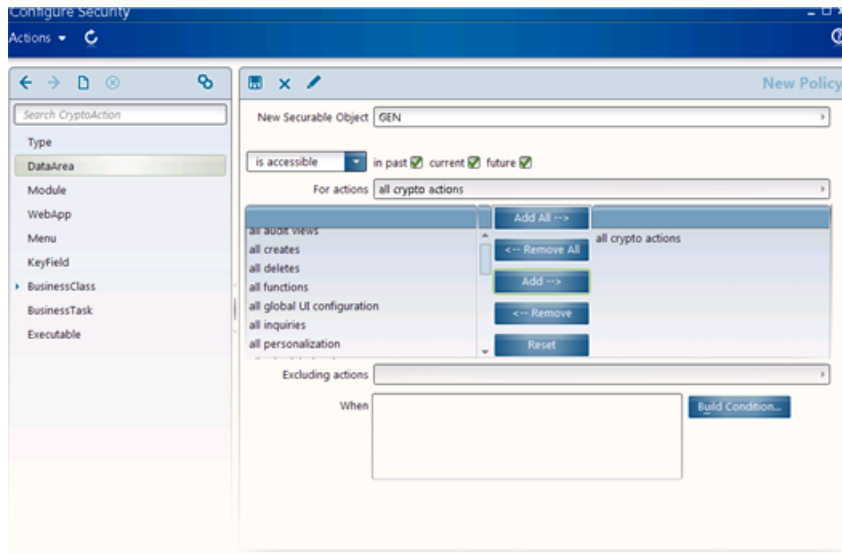 Configure Security
Actions
New Policy
Search CryptoAction
Type
DataArea
Module
WebApp
Menu
KeyField
BusinessClass
BusinessTask
Executable
New Securable Object GEN
is accessible in past current future
For actions all crypto actions
Add All -->
all audit views
all creates
all deletes
all functions
all global UI configuration
all inquiries
all personalization
<-- Remove All
Add -->
<-- Remove
Reset
all crypto actions
Excluding actions
When
Build Condition...